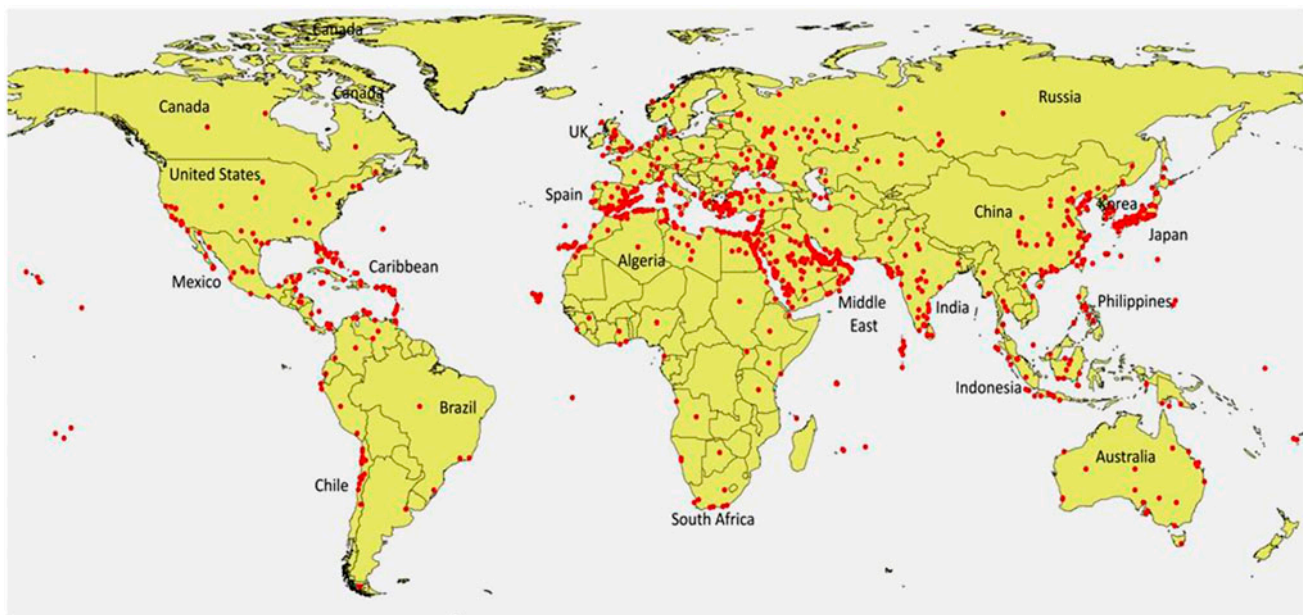 Canada
Canada
Canada
Russia
UK
United States
Spain
China
Korea
Japan
Mexico
Caribbean
Algeria
Middle
East
India
Philippines
Indonesia
Brazil
Australia
Chile
South Africa